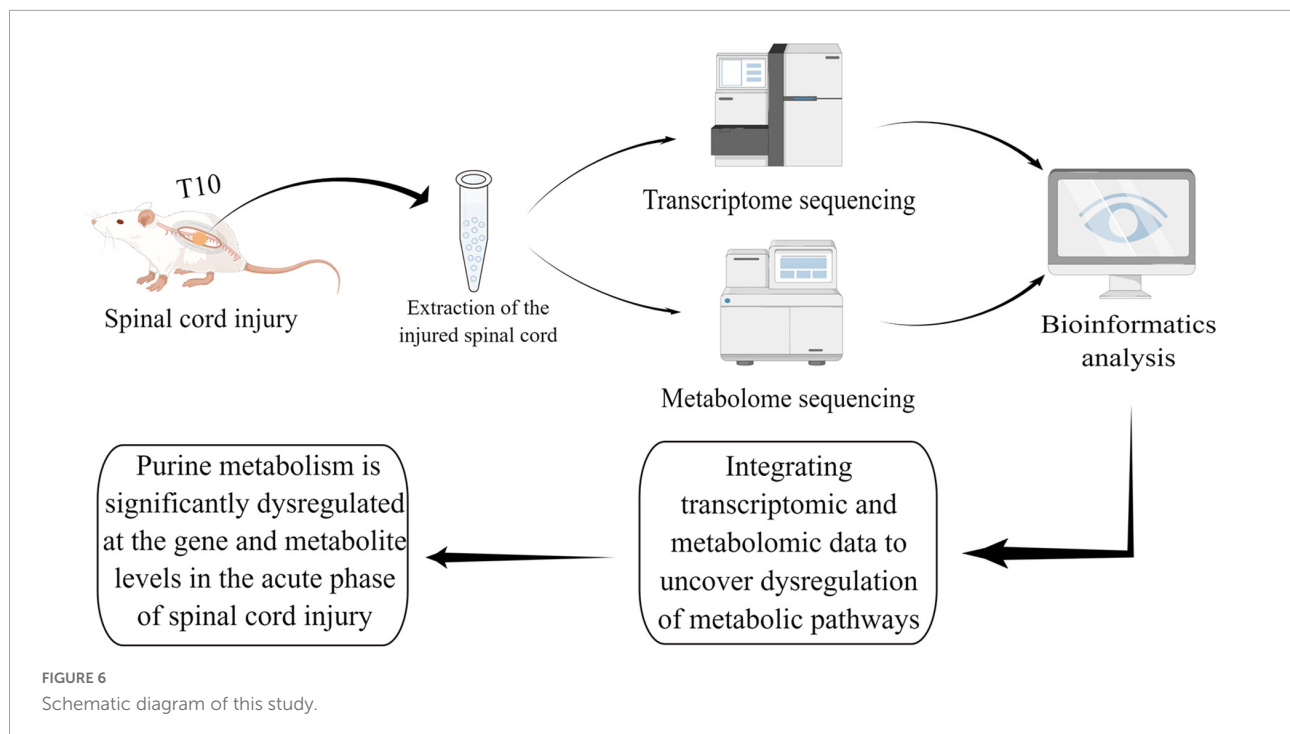 T10
Spinal cord injury
Extraction of the
injured spinal cord
Transcriptome sequencing
Metabolome sequencing
Bioinformatics
analysis
Integrating
transcriptomic and
metabolomic data to
uncover dysregulation
of metabolic pathways
Purine metabolism is
significantly dysregulated
at the gene and metabolite
levels in the acute phase
of spinal cord injury
FIGURE 6
Schematic diagram of this study.